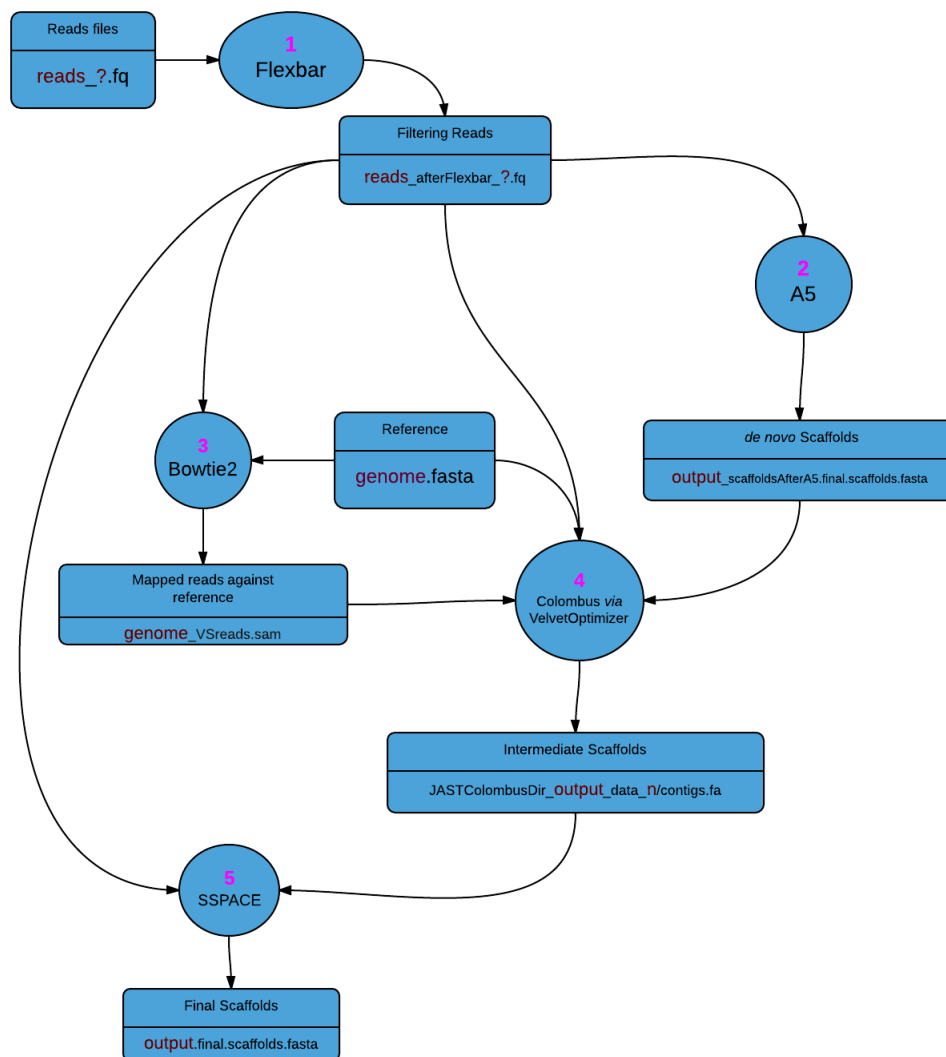 Reads files
reads_?.fq
1
Flexbar
Filtering Reads
reads_afterFlexbar_?.fq
2
A5
3
Bowtie2
Reference
genome.fasta
de novo Scaffolds
output_scaffoldsAfterA5.final.scaffolds.fasta
Mapped reads against
reference
genome_VSreads.sam
4
Colombus via
VelvetOptimizer
Intermediate Scaffolds
JASTColombusDir_output_data_n/contigs.fa
5
SSPACE
Final Scaffolds
output.final.scaffolds.fasta